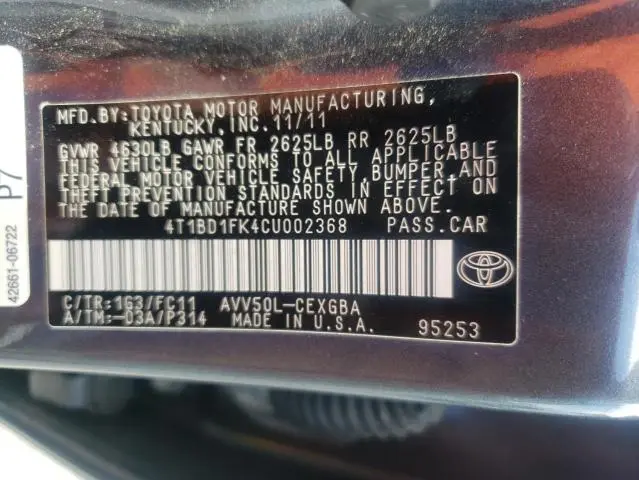 MFD.BY:TOYOTA MOTOR MANUFACTURING,
KENTUCKY,INC.11/11
GVWR 4630LB GAWR FR 2625LB RR 2625LB
THIS VEHICLE CONFORMS TO ALL APPLICABLE
FEDERAL MOTOR VEHICLE SAFETY,BUMPER,AND
THEFT PREVENTION STANDARDS IN EFFECT ON
THE DATE OF MANUFACTURE SHOWN ABOVE.
4T1BD1FK4CU002368 PASS.CAR
C/TR:1G3/FC11 AVV50L-CEXGBA
A/TM:-03A/P314 MADE IN U.S.A. 95253
P7
42661-06722